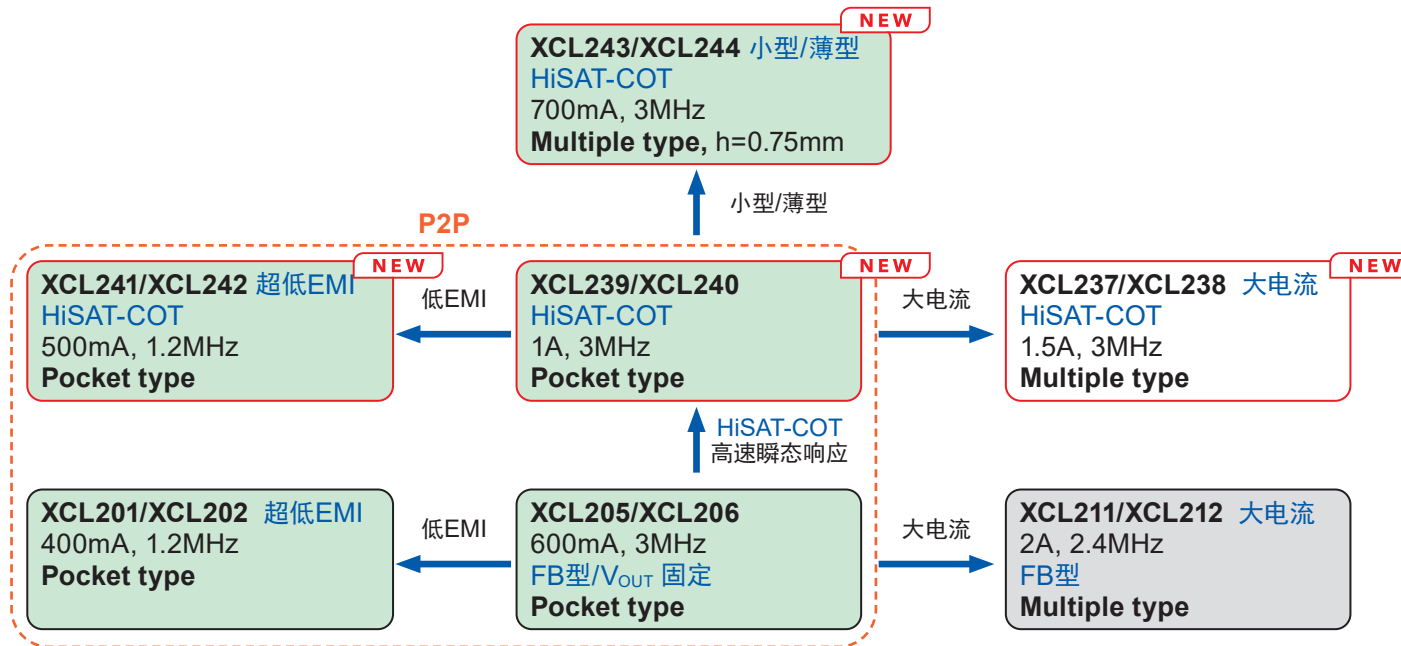 NEW
XCL243/XCL244 小型/薄型
HiSAT-COT
700mA, 3MHz
Multiple type, h=0.75mm
小型/薄型
P2P
NEW
XCL241/XCL242 超低EMI
HiSAT-COT
500mA, 1.2MHz
Pocket type
低EMI
NEW
XCL239/XCL240
HiSAT-COT
1A, 3MHz
Pocket type
大电流
NEW
XCL237/XCL238 大电流
HiSAT-COT
1.5A, 3MHz
Multiple type
HiSAT-COT
高速瞬态响应
XCL201/XCL202 超低EMI
400mA, 1.2MHz
Pocket type
低EMI
XCL205/XCL206
600mA, 3MHz
FB型/VOUT 固定
Pocket type
大电流
XCL211/XCL212 大电流
2A, 2.4MHz
FB型
Multiple type